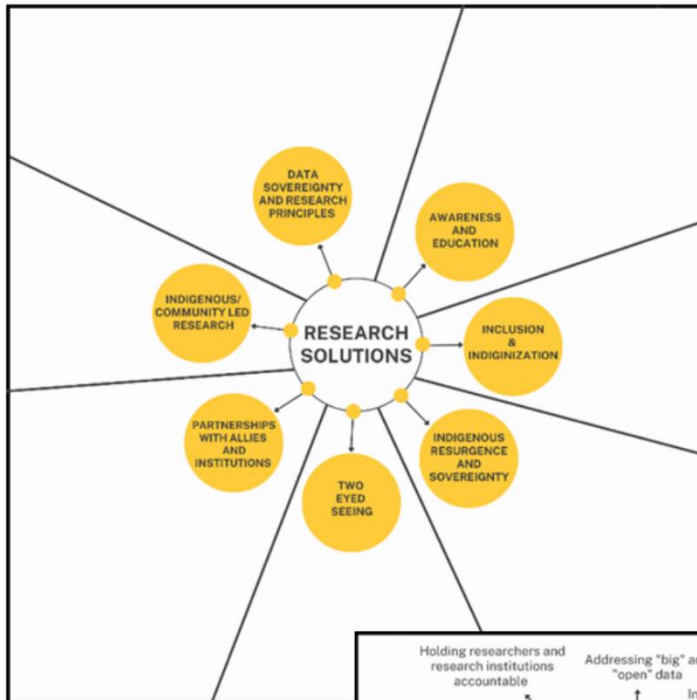 DATA
SOVEREIGNTY
AND RESEARCH
PRINCIPLES
AWARENESS
AND
EDUCATION
INDIGENOUS/
COMMUNITY LED
RESEARCH
RESEARCH
SOLUTIONS
INCLUSION
&
INDIGINIZATION
PARTNERSHIPS
WITH ALLIES
AND
INSTITUTIONS
TWO
EYED
SEEING
INDIGENOUS
RESURGENCE
AND
SOVEREIGNTY
Holding researchers and
research institutions
accountable
Addressing "big"
"open" data